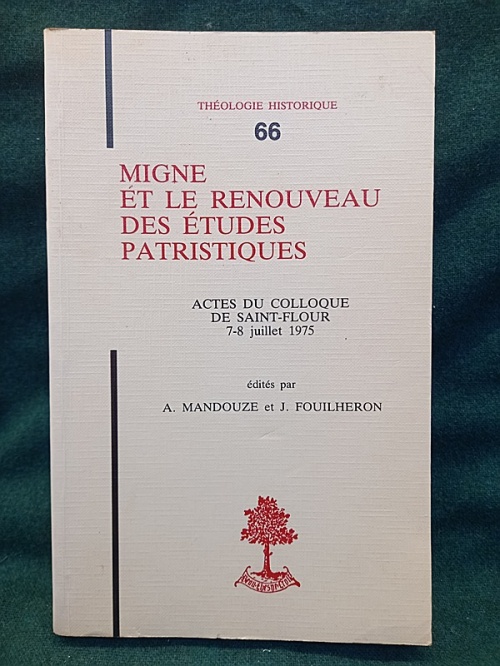 THÉOLOGIE HISTORIQUE
66
MIGNE
ET LE RENOUVEAU
DES ÉTUDES
PATRISTIQUES
ACTES DU COLLOQUE
DE SAINT-FLOUR
7-8 juillet 1975
édités par
A. MANDOUZE et J. FOUILHERON